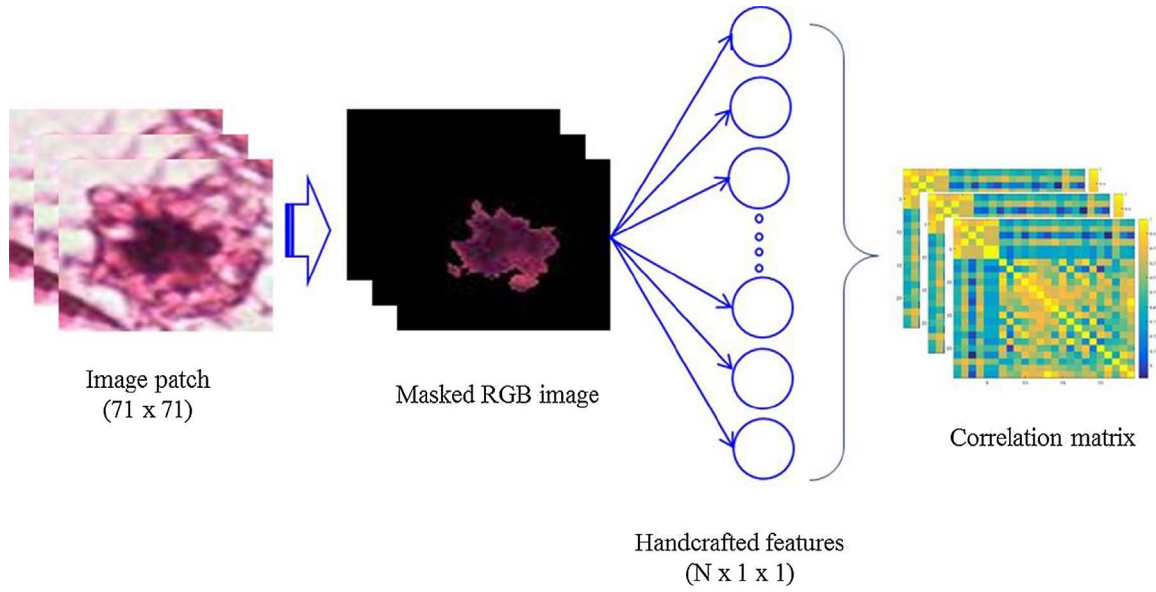 Image patch
(71 x 71)
Masked RGB image
Handcrafted features
(N x 1 x 1)
Correlation matrix